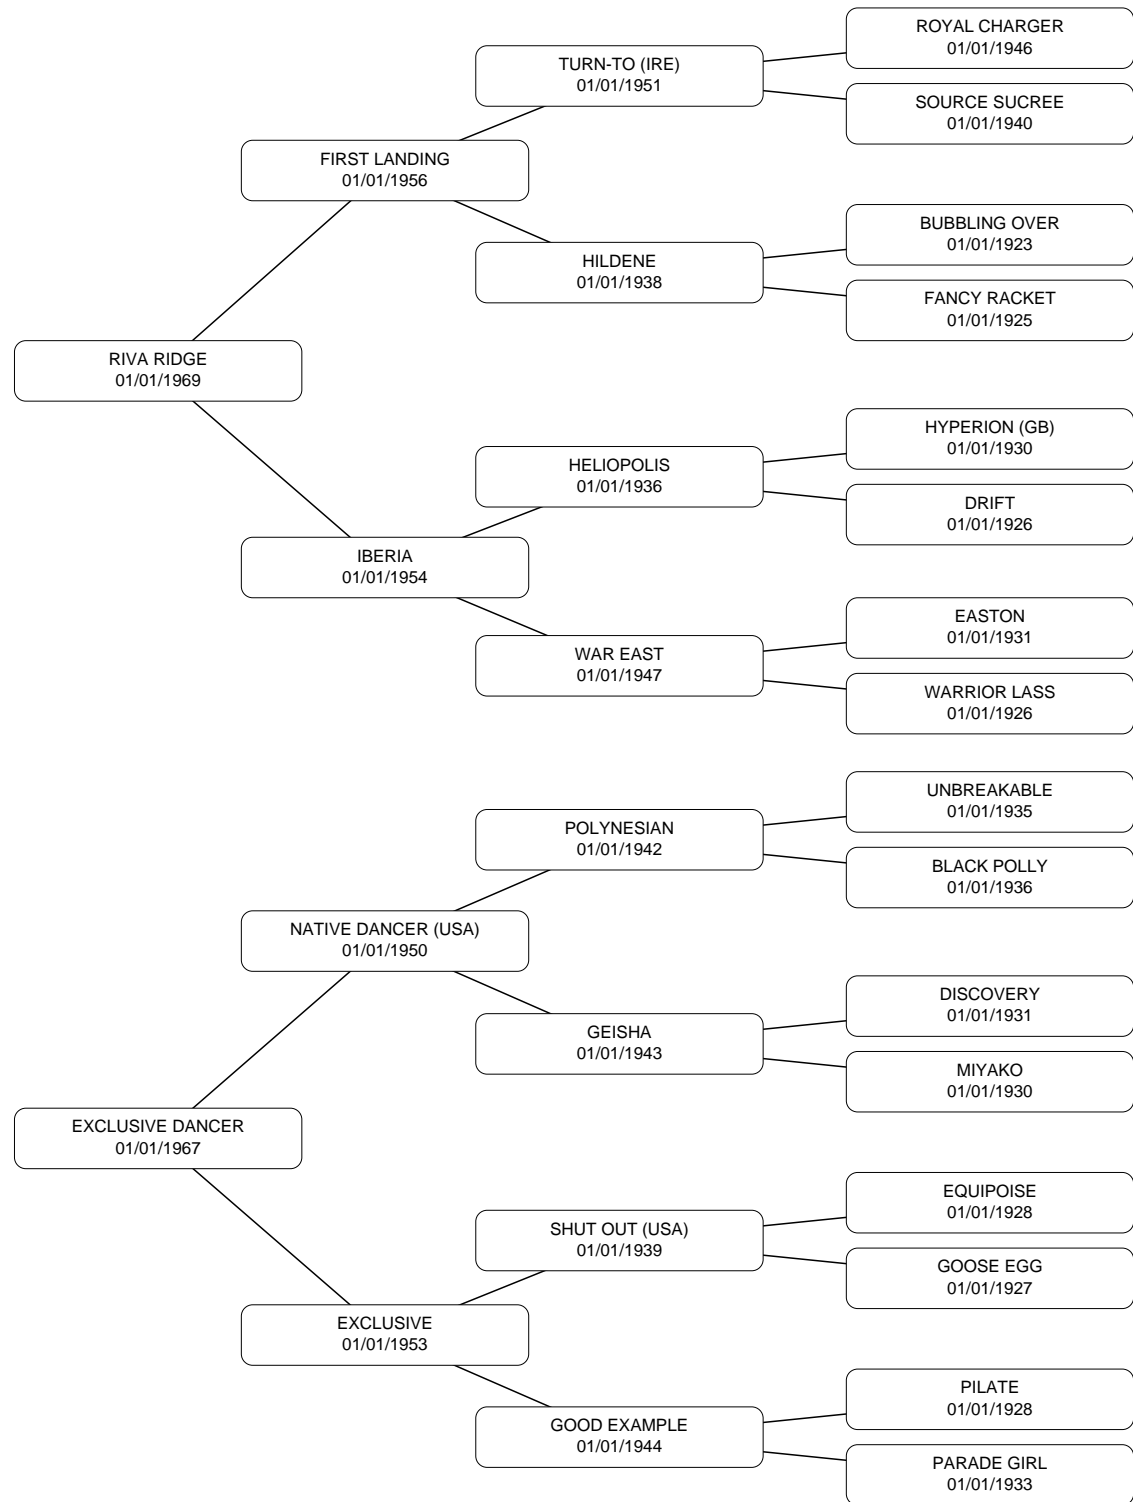 ROYAL CHARGER
01/01/1946
TURN-TO (IRE)
01/01/1951
SOURCE SUCREE
01/01/1940
FIRST LANDING
01/01/1956
BUBBLING OVER
01/01/1923
HILDENE
01/01/1938
FANCY RACKET
01/01/1925
RIVA RIDGE
01/01/1969
HYPERION (GB)
01/01/1930
HELIOPOLIS
01/01/1936
DRIFT
01/01/1926
IBERIA
01/01/1954
EASTON
01/01/1931
WAR EAST
01/01/1947
WARRIOR LASS
01/01/1926
UNBREAKABLE
01/01/1935
POLYNESIAN
01/01/1942
BLACK POLLY
01/01/1936
NATIVE DANCER (USA)
01/01/1950
DISCOVERY
01/01/1931
GEISHA
01/01/1943
MIYAKO
01/01/1930
EXCLUSIVE DANCER
01/01/1967
EQUIPOISE
01/01/1928
SHUT OUT (USA)
01/01/1939
GOOSE EGG
01/01/1927
EXCLUSIVE
01/01/1953
PILATE
01/01/1928
GOOD EXAMPLE
01/01/1944
PARADE GIRL
01/01/1933